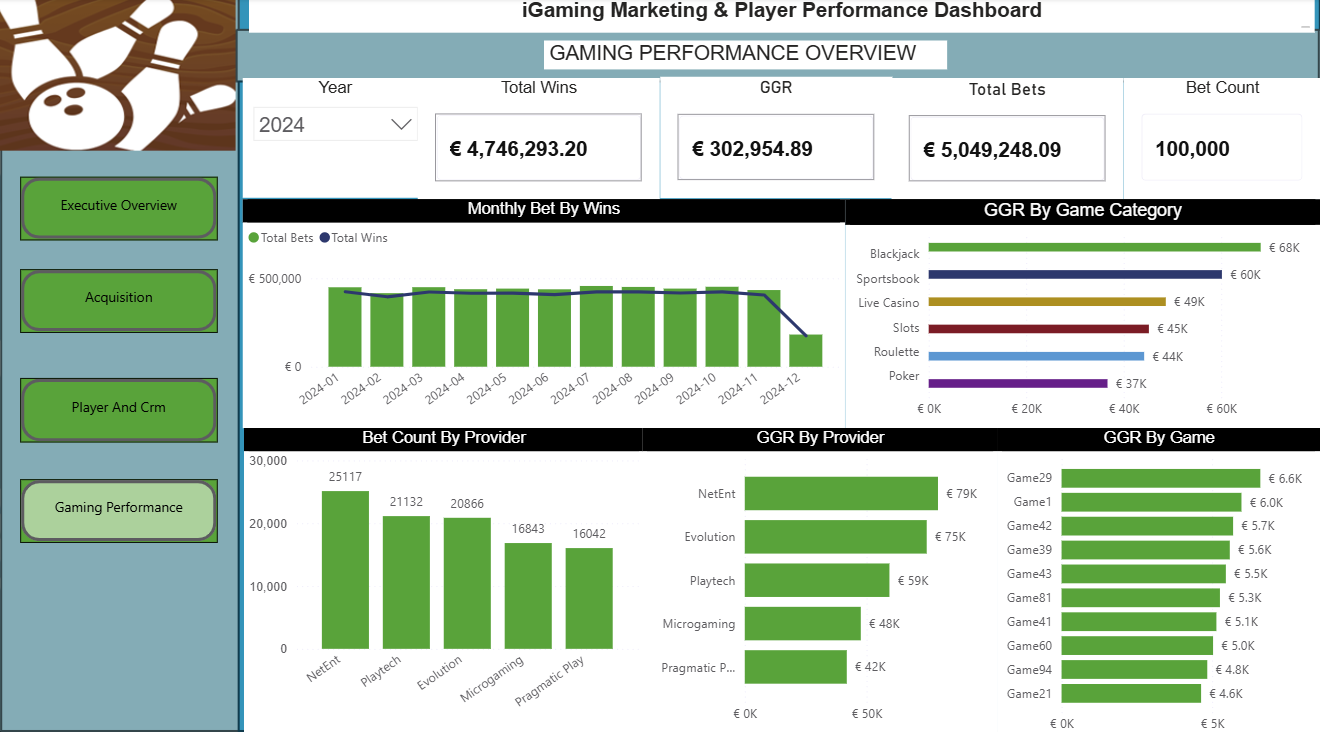 iGaming Marketing & Player Performance Dashboard
GAMING PERFORMANCE OVERVIEW
Year
2024
Total Wins
€ 4,746,293.20
GGR
€ 302,954.89
Total Bets
€ 5,049,248.09
Bet Count
100,000
Executive Overview
Acquisition
Player And Crm
Gaming Performance
Monthly Bet By Wins
Total Bets Total Wins
€ 500,000
€ 0
2024-01
2024-02
2024-03
2024-04
2024-05
2024-06
2024-07
2024-08
2024-09
2024-10
2024-11
2024-12
GGR By Game Category
Blackjack € 68K
Sportsbook € 60K
Live Casino € 49K
Slots € 45K
Roulette € 44K
Poker € 37K
€ 0K € 20K € 40K € 60K
Bet Count By Provider
30,000
20,000
10,000
0
25117
21132
20866
16843
16042
NetEnt
Playtech
Evolution
Microgaming
Pragmatic Play
GGR By Provider
NetEnt € 79K
Evolution € 75K
Playtech € 59K
Microgaming € 48K
Pragmatic P... € 42K
€ 0K € 50K
GGR By Game
Game29 € 6.6K
Game1 € 6.0K
Game42 € 5.7K
Game39 € 5.6K
Game43 € 5.5K
Game81 € 5.3K
Game41 € 5.1K
Game60 € 5.0K
Game94 € 4.8K
Game21 € 4.6K
€ 0K € 5K